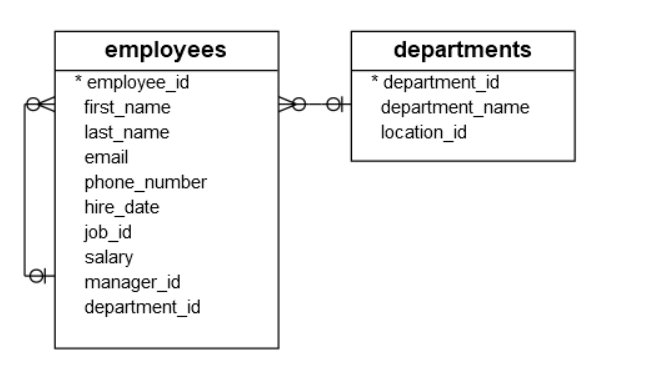 employees
* employee_id
first_name
last_name
email
phone_number
hire_date
job_id
salary
manager_id
department_id
departments
* department_id
department_name
location_id